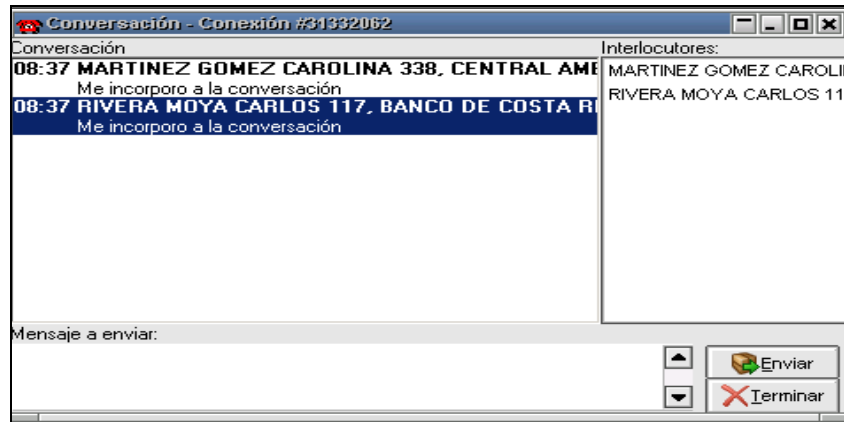 Conversación - Conexión #31332062
Conversación
Interlocutores:
08:37 MARTINEZ GOMEZ CAROLINA 338, CENTRAL AME
Me incorporo a la conversación
08:37 RIVERA MOYA CARLOS 117, BANCO DE COSTA RI
Me incorporo a la conversación
MARTINEZ GOMEZ CAROLI
RIVERA MOYA CARLOS 11
Mensaje a enviar:
Enviar
Terminar